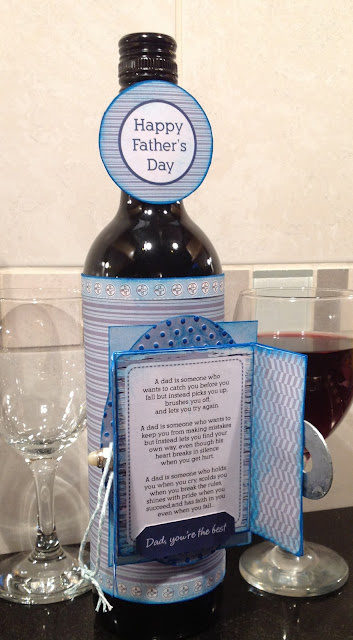 Happy
Father's
Day
A dad is someone who
wants to catch you before you
fall but instead picks you up,
brushes you off,
and lets you try again.
A dad is someone who wants to
keep you from making mistakes
but instead lets you find your
own way, even though his
heart breaks in silence
when you get hurt.
A dad is someone who holds
you when you cry, scolds you
when you break the rules,
shines with pride when you
succeed,and has faith in you
even when you fail...
Dad, you're the best